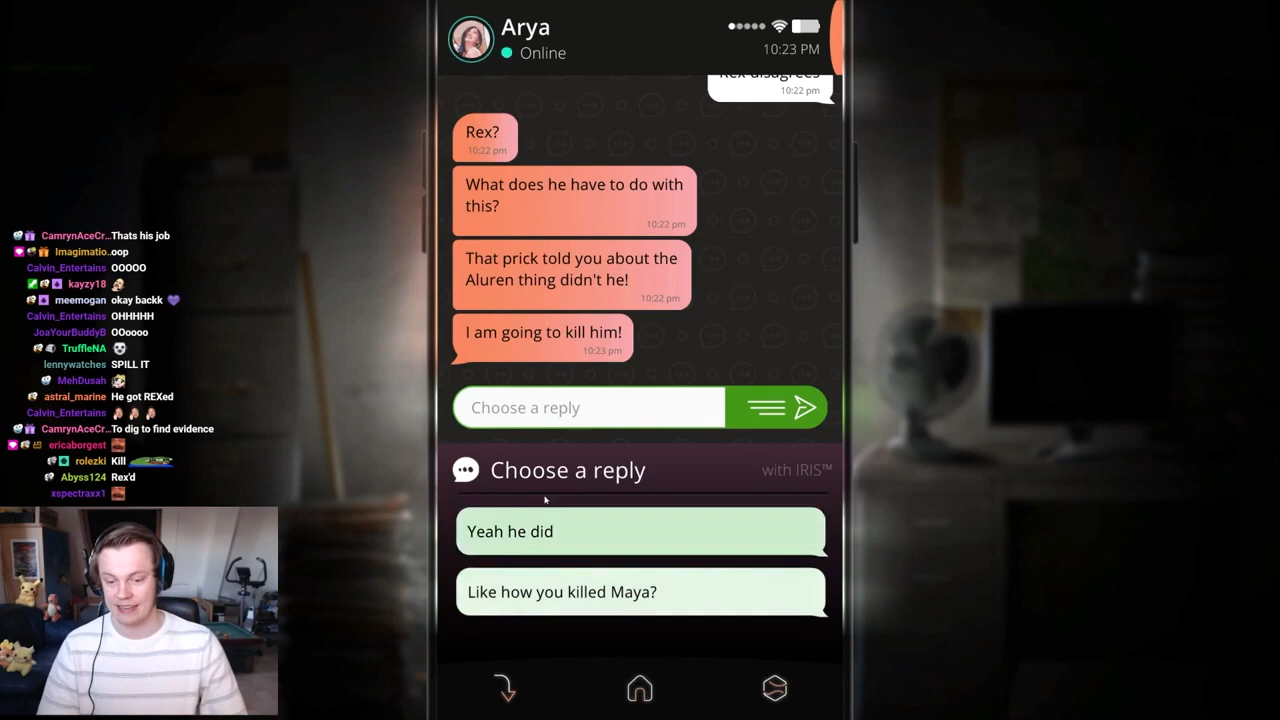 Arya
Online
10:23 PM
Rex disagrees
10:22 pm
Rex?
10:22 pm
What does he have to do with
this?
10:22 pm
That prick told you about the
Aluren thing didn't he!
10:22 pm
I am going to kill him!
10:23 pm
Choose a reply
Choose a reply
with IRIS™
Yeah he did
Like how you killed Maya?
CamrynAceCr...Thats his job
Imagimatio..oop
Calvin_Entertains OOOOO
kayzy18
meemogan okay backk
Calvin_Entertains OHHHHH
JoaYourBuddyB OOoooo
TruffleNA
lennywatches SPILL IT
MehDusah
astral_marine He got REXed
Calvin_Entertains
CamrynAceCr...To dig to find evidence
ericaborgest
rolezki Kill
Abyss124 Rex'd
xspectraxx1